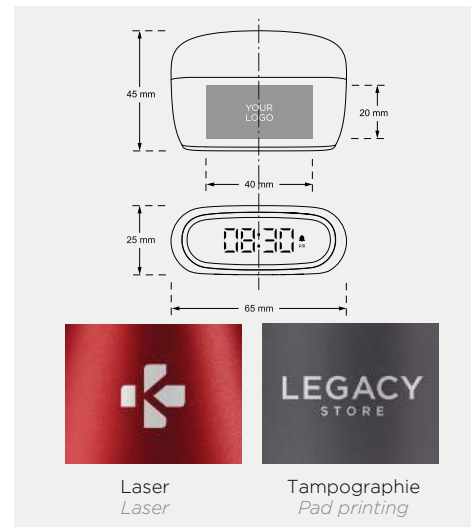 45 mm
YOUR
LOGO
20 mm
40 mm
08:30
25 mm
65 mm
LEGACY
STORE
Laser
Laser
Tampographie
Pad printing